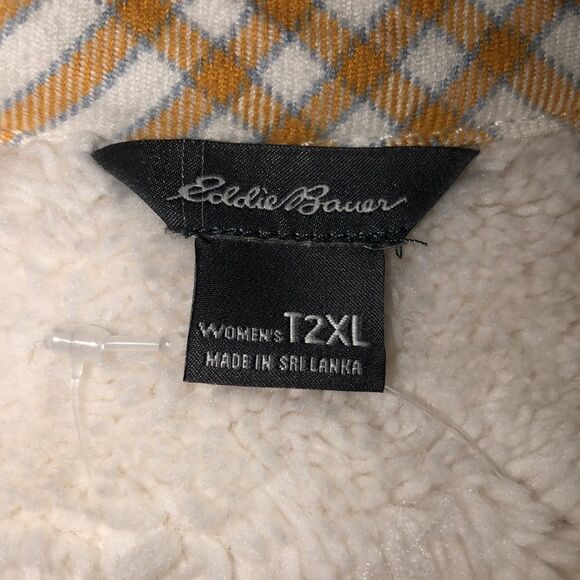 Eddie Bauer
WOMEN'S T2XL
MADE IN SRI LANKA